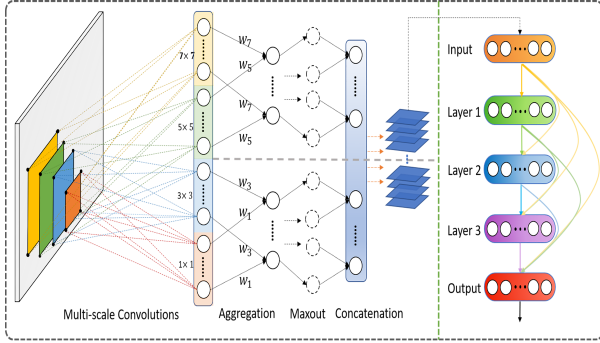 7×7
5×5
3×3
1×1
W7
W5
W7
W5
W3
W1
W3
W1
Multi-scale Convolutions
Aggregation
Maxout
Concatenation
Input
Layer 1
Layer 2
Layer 3
Output